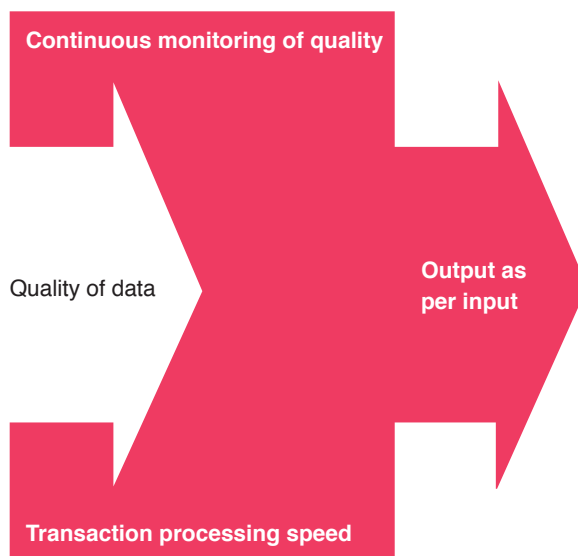 Continuous monitoring of quality
Quality of data
Output as
per input
Transaction processing speed